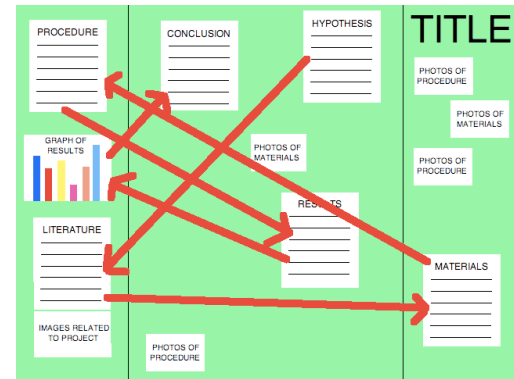 PROCEDURE
GRAPH OF
RESULTS
LITERATURE
IMAGES RELATED
TO PROJECT
CONCLUSION
HYPOTHESIS
PHOTOS OF
MATERIALS
RESULTS
PHOTOS OF
PROCEDURE
TITLE
PHOTOS OF
PROCEDURE
PHOTOS OF
MATERIALS
PHOTOS OF
PROCEDURE
MATERIALS